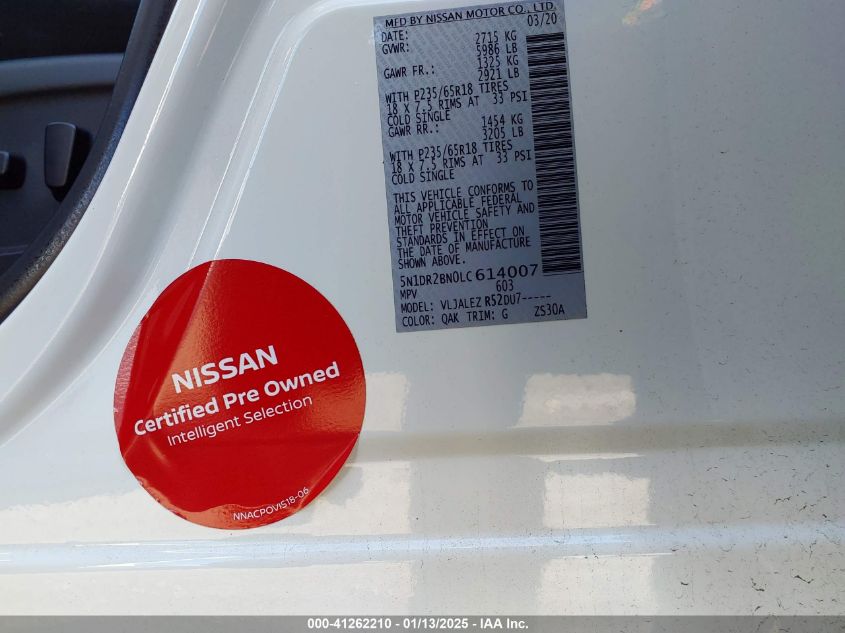 MFD BY NISSAN MOTOR CO., LTD.
DATE: 03/20
GVWR: 2715 KG
5986 LB
GAWR FR.: 1325 KG
2921 LB
WITH P235/65R18 TIRES
18 X 7.5 RIMS AT 33 PSI
COLD SINGLE
GAWR RR.: 1454 KG
3205 LB
WITH P235/65R18 TIRES
18 X 7.5 RIMS AT 33 PSI
COLD SINGLE
THIS VEHICLE CONFORMS TO
ALL APPLICABLE FEDERAL
MOTOR VEHICLE SAFETY AND
THEFT PREVENTION
STANDARDS IN EFFECT ON
THE DATE OF MANUFACTURE
SHOWN ABOVE.
5N1DR2BN0LC614007
MPV 603
MODEL: VLJALEZ R52DU7-----
COLOR: QAK TRIM: G ZS30A
NISSAN
Certified Pre Owned
Intelligent Selection
NNACPOVIS18-06
000-41262210 - 01/13/2025 - IAA Inc.